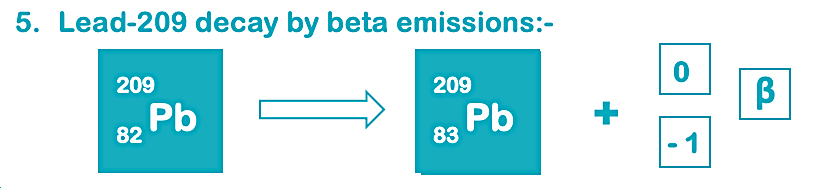 5. Lead-209 decay by beta emissions:-
209
82 Pb
209
83 Pb
+
0
-1
β